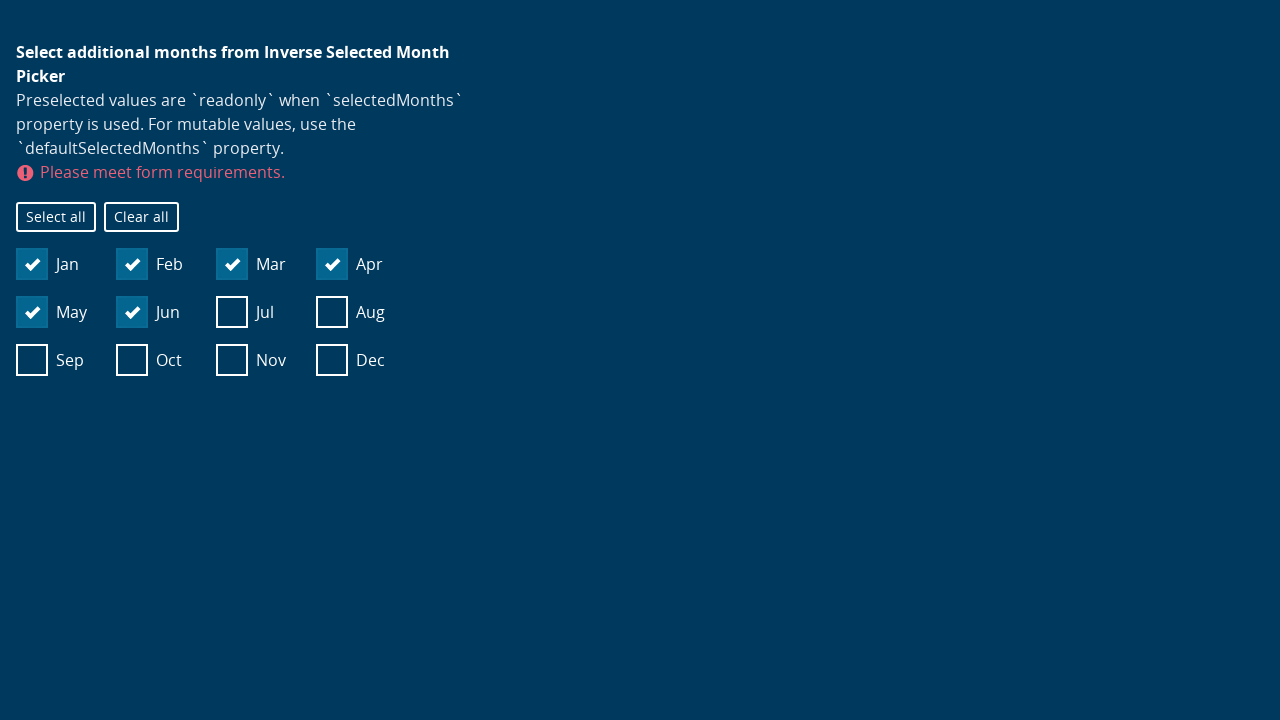 Select additional months from Inverse Selected Month
Picker
Preselected values are `readonly` when `selectedMonths`
property is used. For mutable values, use the
`defaultSelectedMonths` property.
Please meet form requirements.
Select all Clear all
Jan Feb Mar Apr
May Jun Jul Aug
Sep Oct Nov Dec